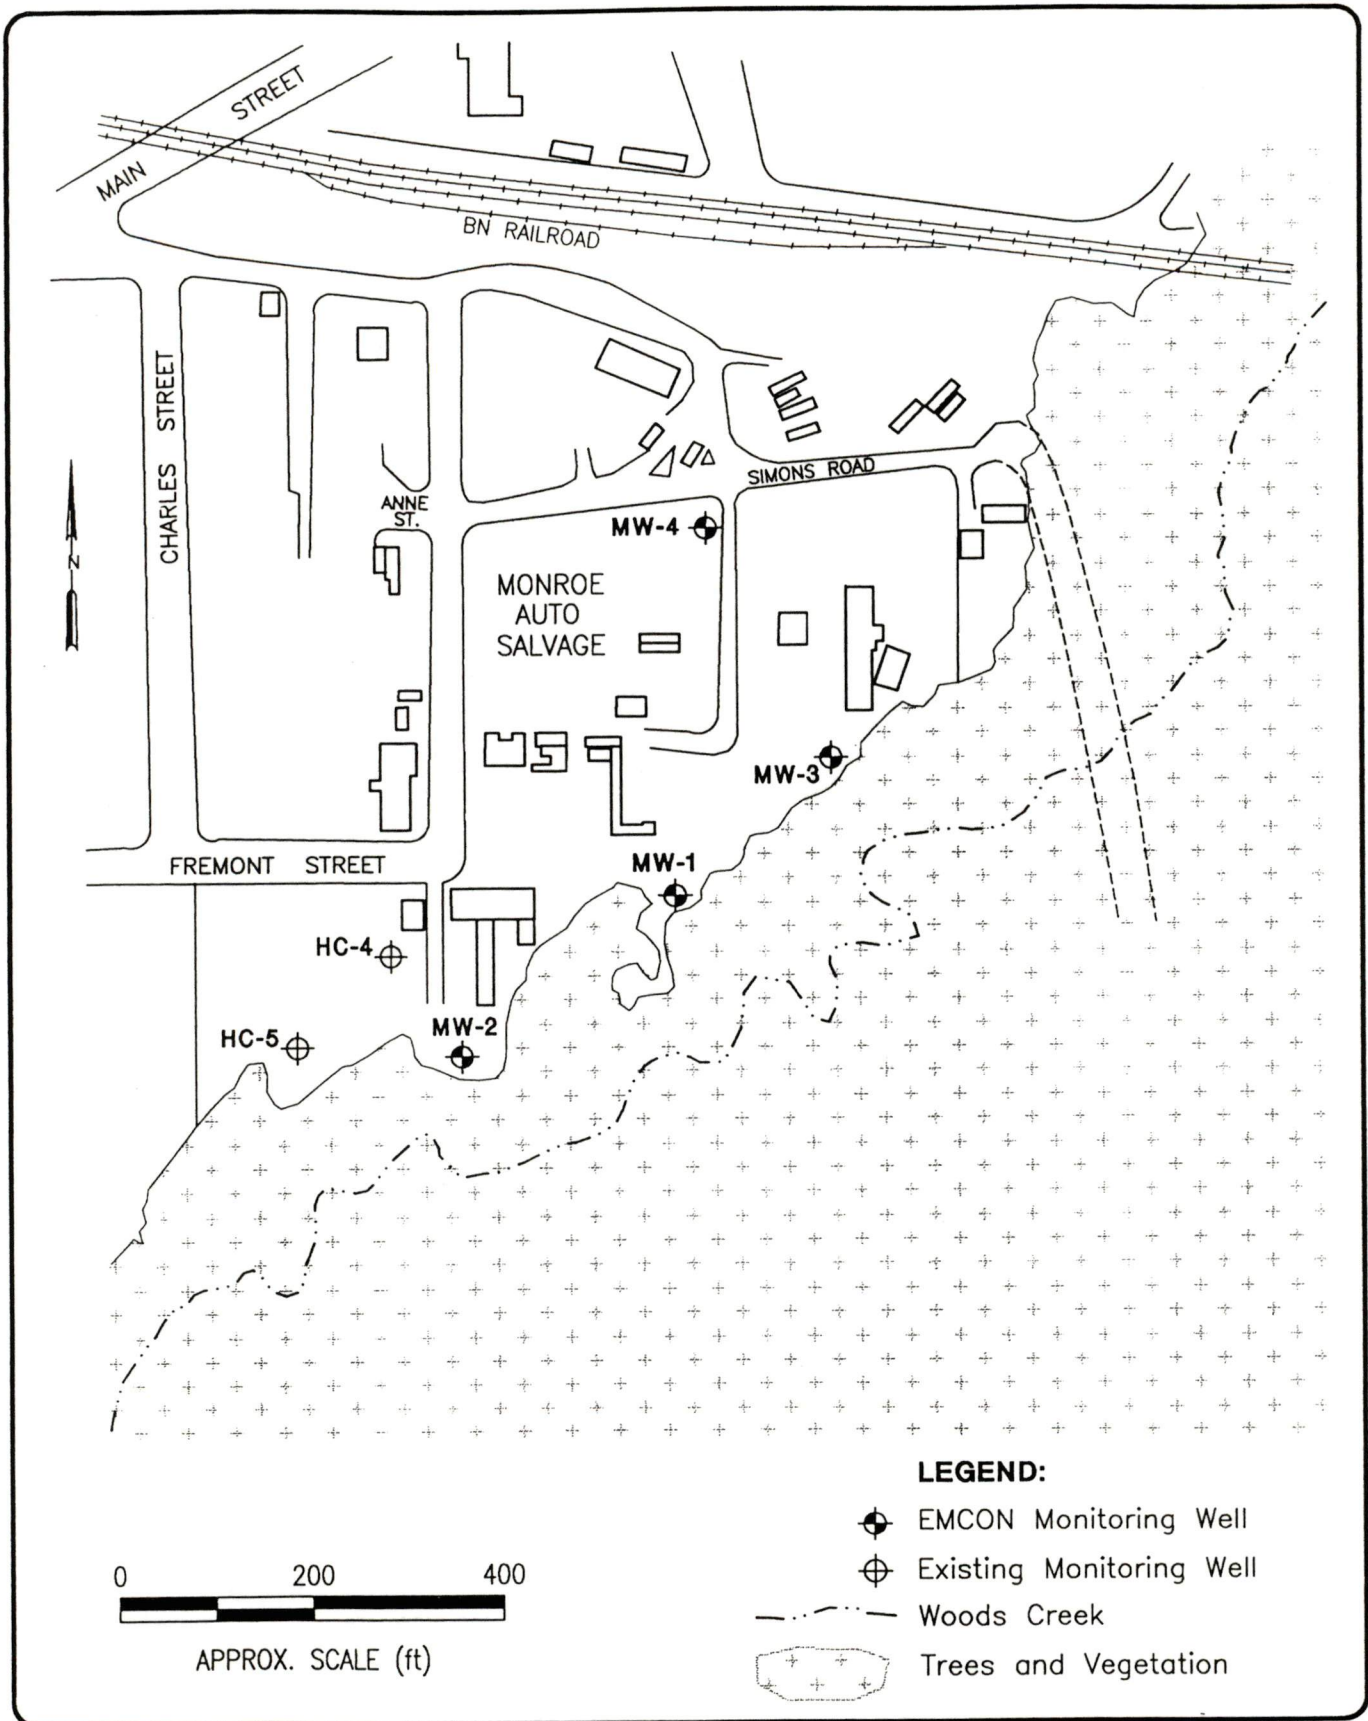 STREET
MAIN
BN RAILROAD
CHARLES STREET
ANNE
ST.
SIMONS ROAD
N
MW-4
MONROE
AUTO
SALVAGE
MW-3
FREMONT STREET
MW-1
HC-4
MW-2
HC-5
LEGEND:
EMCON Monitoring Well
Existing Monitoring Well
Woods Creek
Trees and Vegetation
0 200 400
APPROX. SCALE (ft)